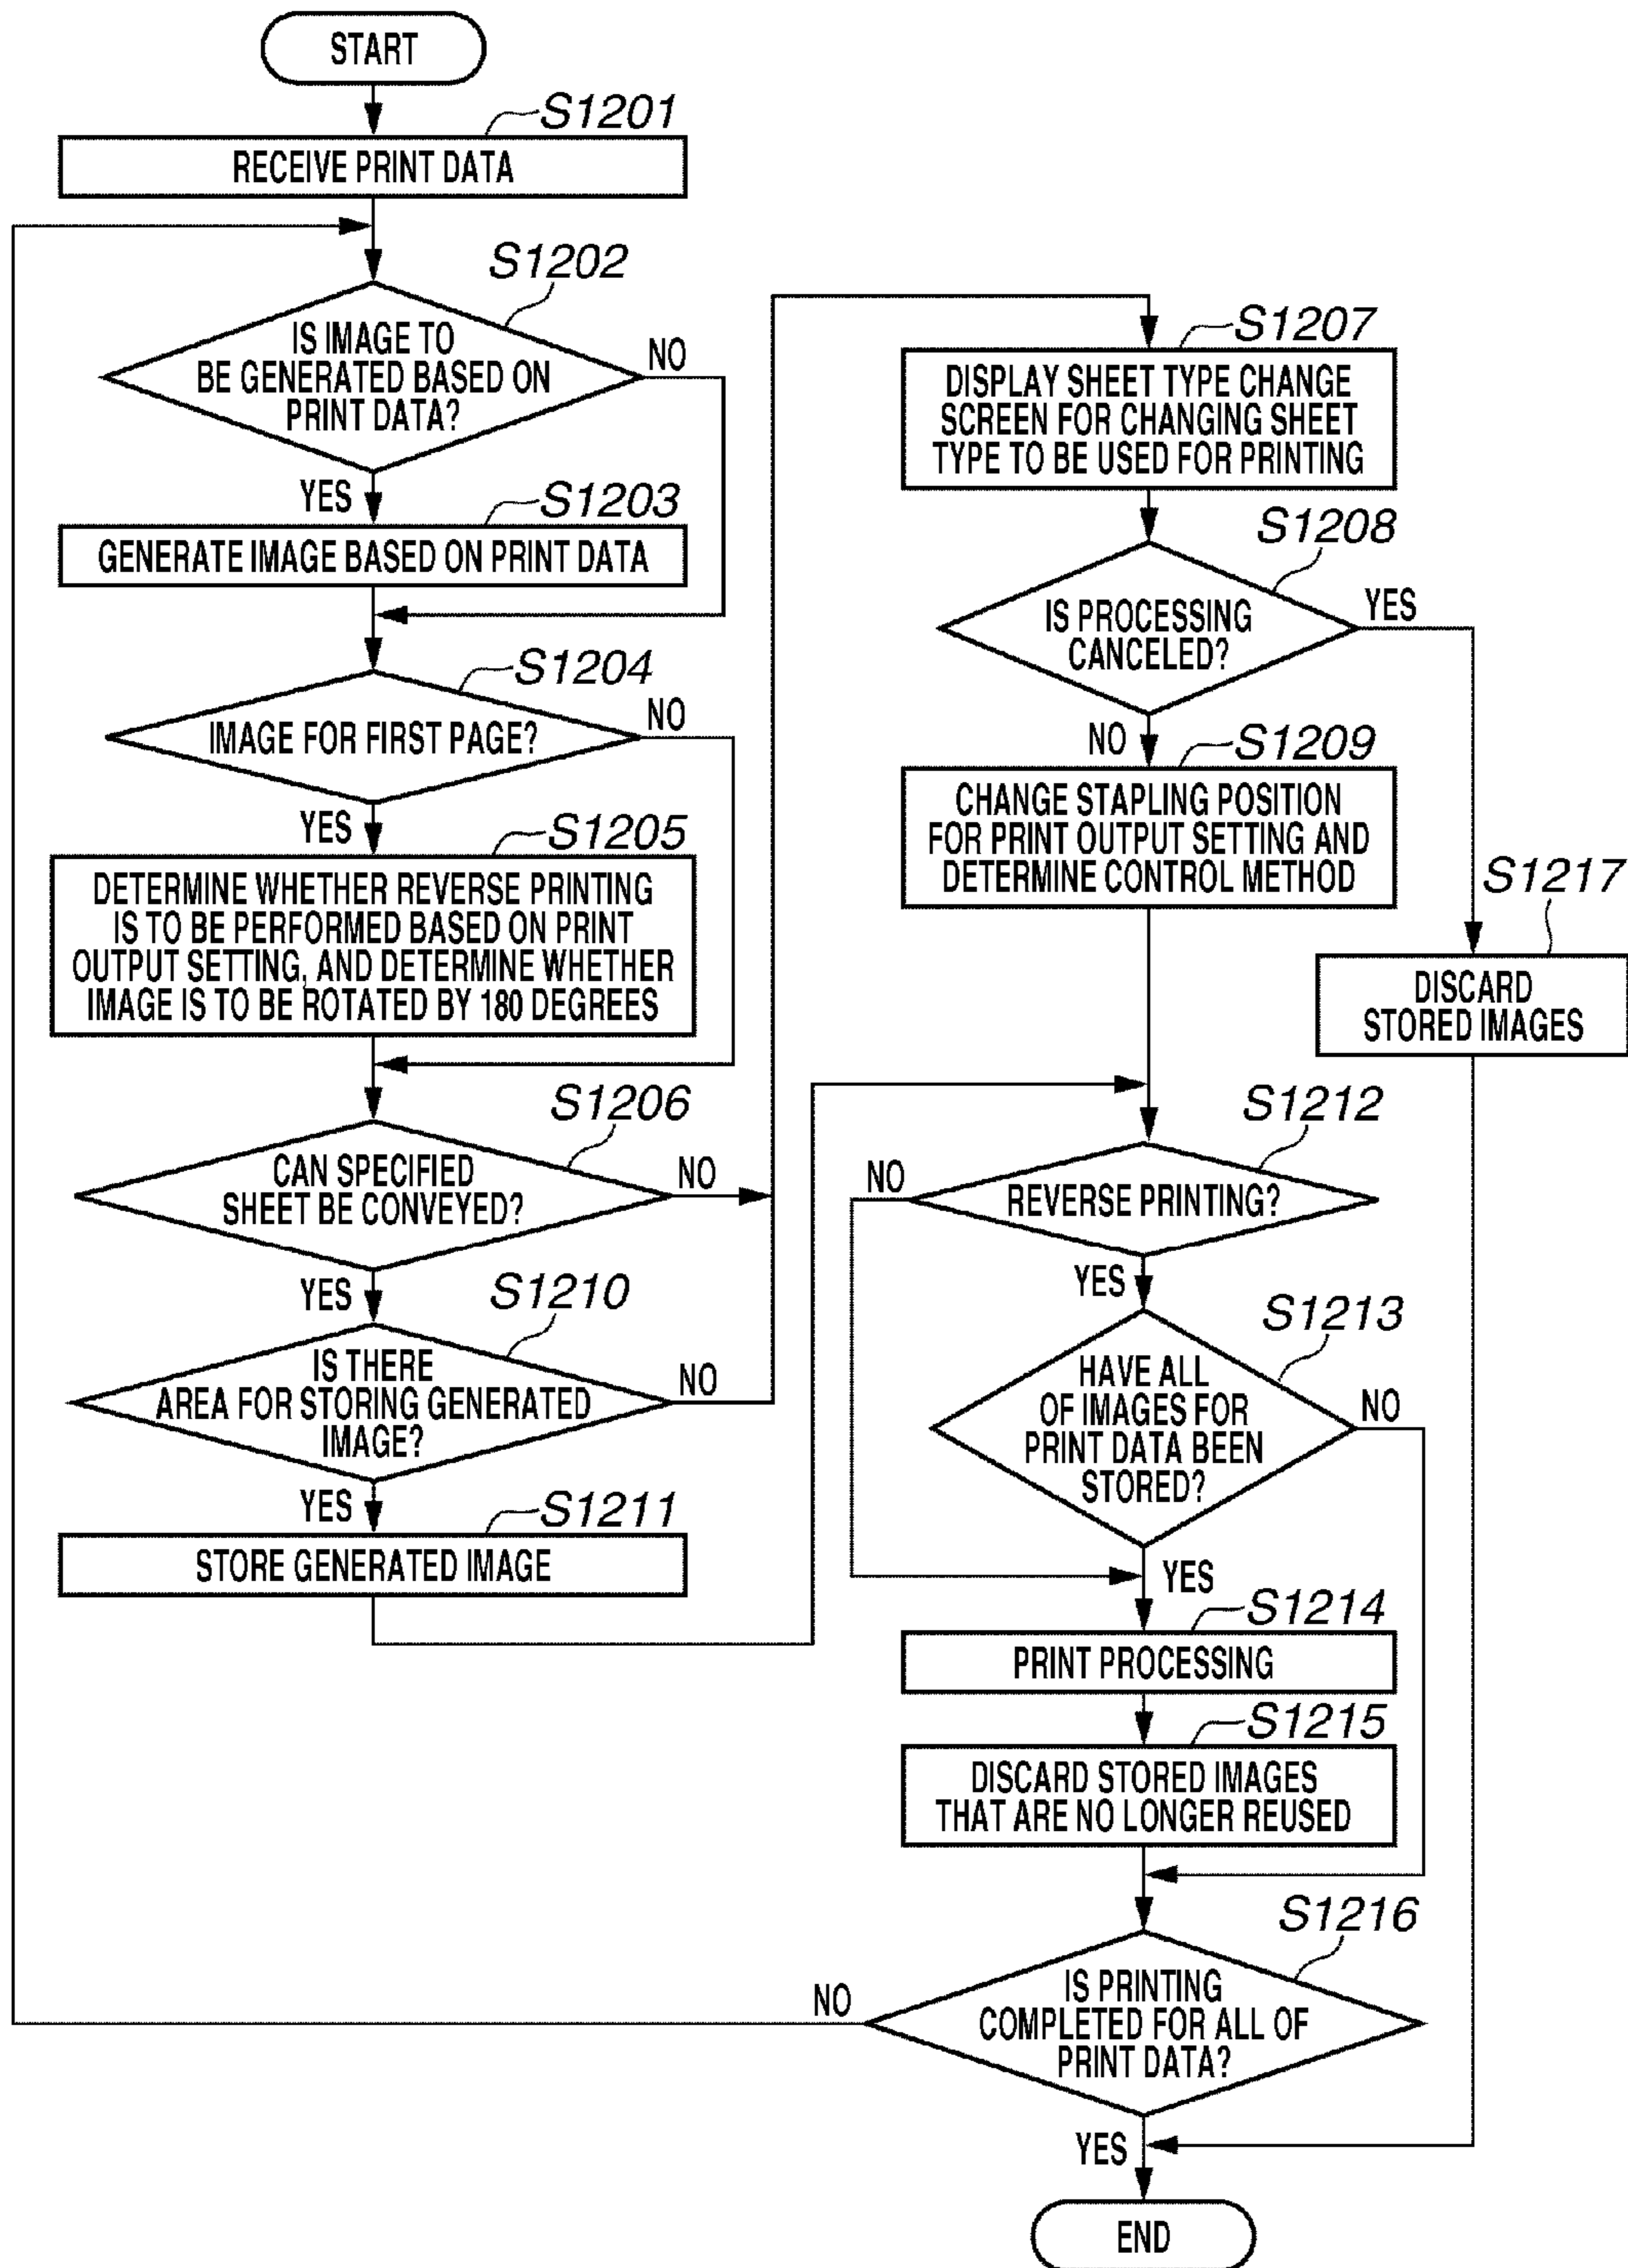 START
S1201
RECEIVE PRINT DATA
S1202
IS IMAGE TO
BE GENERATED BASED ON
PRINT DATA?
NO
YES
S1203
GENERATE IMAGE BASED ON PRINT DATA
S1204
IMAGE FOR FIRST PAGE?
NO
YES
S1205
DETERMINE WHETHER REVERSE PRINTING
IS TO BE PERFORMED BASED ON PRINT
OUTPUT SETTING, AND DETERMINE WHETHER
IMAGE IS TO BE ROTATED BY 180 DEGREES
S1206
CAN SPECIFIED
SHEET BE CONVEYED?
NO
YES
S1210
IS THERE
AREA FOR STORING GENERATED
IMAGE?
NO
YES
S1211
STORE GENERATED IMAGE
S1207
DISPLAY SHEET TYPE CHANGE
SCREEN FOR CHANGING SHEET
TYPE TO BE USED FOR PRINTING
S1208
IS PROCESSING
CANCELED?
YES
NO
S1209
CHANGE STAPLING POSITION
FOR PRINT OUTPUT SETTING AND
DETERMINE CONTROL METHOD
S1217
DISCARD
STORED IMAGES
S1212
REVERSE PRINTING?
NO
YES
S1213
HAVE ALL
OF IMAGES FOR
PRINT DATA BEEN
STORED?
NO
YES
S1214
PRINT PROCESSING
S1215
DISCARD STORED IMAGES
THAT ARE NO LONGER REUSED
S1216
IS PRINTING
COMPLETED FOR ALL OF
PRINT DATA?
NO
YES
END